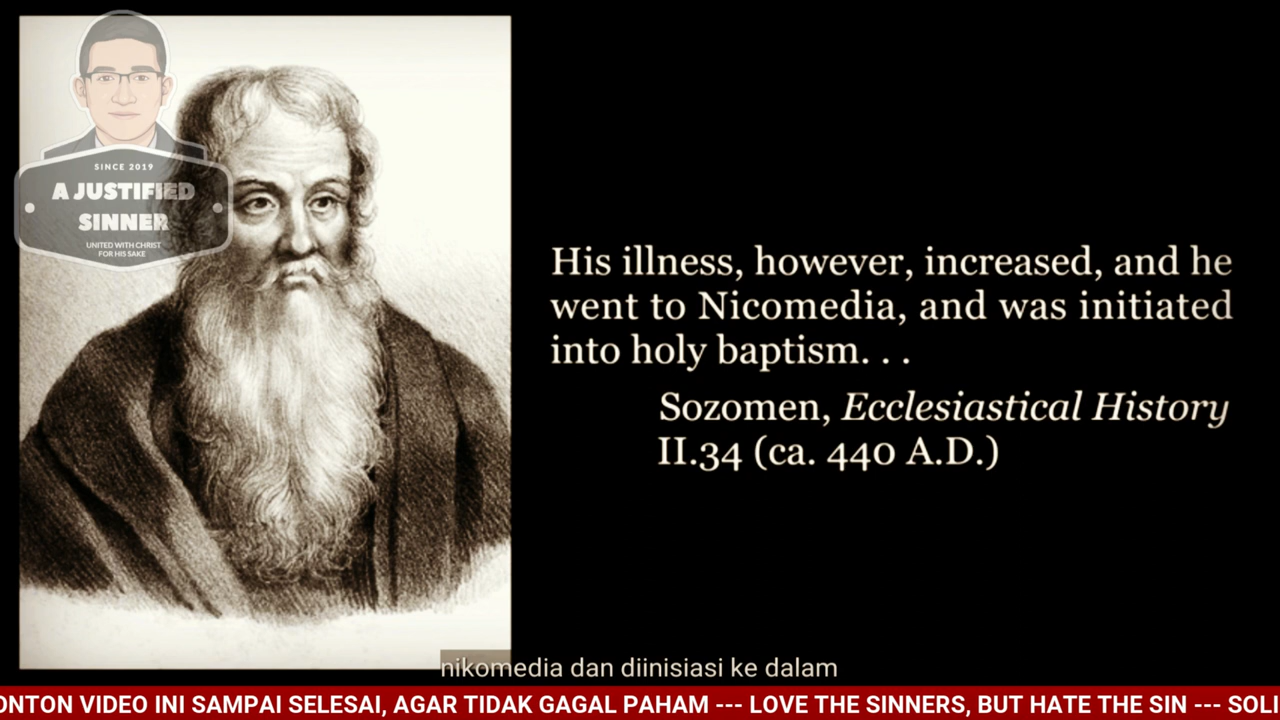 SINCE 2019
A JUSTIFIED
SINNER
UNITED WITH CHRIST
FOR HIS SAKE
His illness, however, increased, and he
went to Nicomedia, and was initiated
into holy baptism. . .
Sozomen, Ecclesiastical History
II.34 (ca. 440 A.D.)
nikomedia dan diinisiasi ke dalam
VIDEO INI SAMPAI SELESAI, AGAR TIDAK GAGAL PAHAM --- LOVE THE SINNERS, BUT HATE THE SIN ---